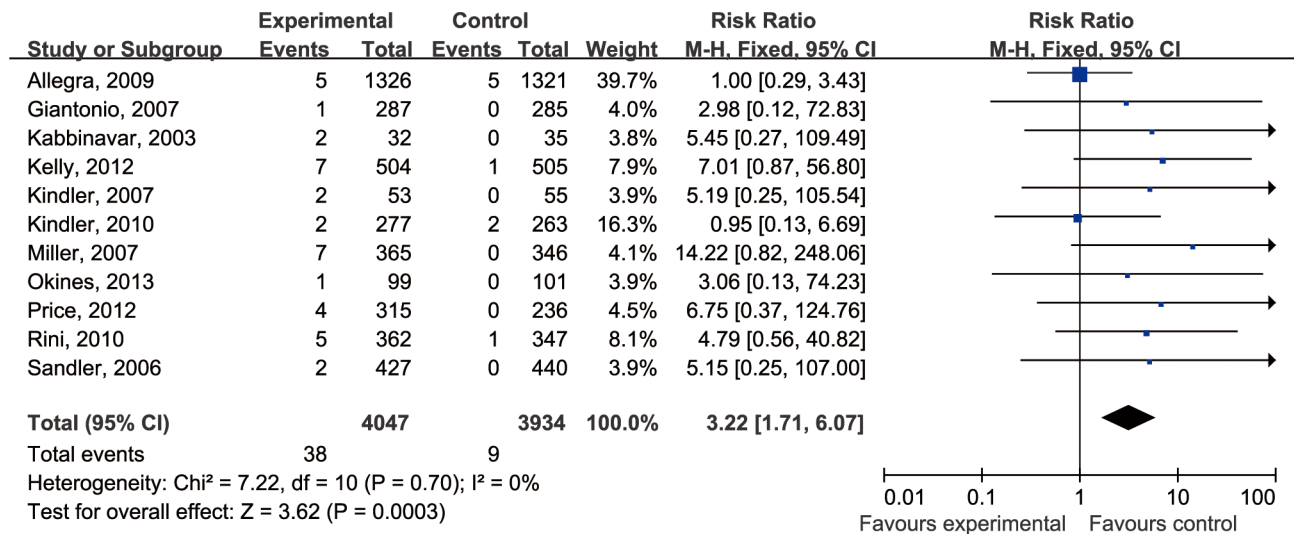 Experimental Control Risk Ratio Risk Ratio
Study or Subgroup Events Total Events Total Weight M-H, Fixed, 95% CI M-H, Fixed, 95% CI
Allegra, 2009 5 1326 5 1321 39.7% 1.00 [0.29, 3.43]
Giantonio, 2007 1 287 0 285 4.0% 2.98 [0.12, 72.83]
Kabbinavar, 2003 2 32 0 35 3.8% 5.45 [0.27, 109.49]
Kelly, 2012 7 504 1 505 7.9% 7.01 [0.87, 56.80]
Kindler, 2007 2 53 0 55 3.9% 5.19 [0.25, 105.54]
Kindler, 2010 2 277 2 263 16.3% 0.95 [0.13, 6.69]
Miller, 2007 7 365 0 346 4.1% 14.22 [0.82, 248.06]
Okines, 2013 1 99 0 101 3.9% 3.06 [0.13, 74.23]
Price, 2012 4 315 0 236 4.5% 6.75 [0.37, 124.76]
Rini, 2010 5 362 1 347 8.1% 4.79 [0.56, 40.82]
Sandler, 2006 2 427 0 440 3.9% 5.15 [0.25, 107.00]
Total (95% CI) 4047 3934 100.0% 3.22 [1.71, 6.07]
Total events 38 9
Heterogeneity: Chi² = 7.22, df = 10 (P = 0.70); I² = 0%
Test for overall effect: Z = 3.62 (P = 0.0003)
0.01 0.1 1 10 100
Favours experimental Favours control